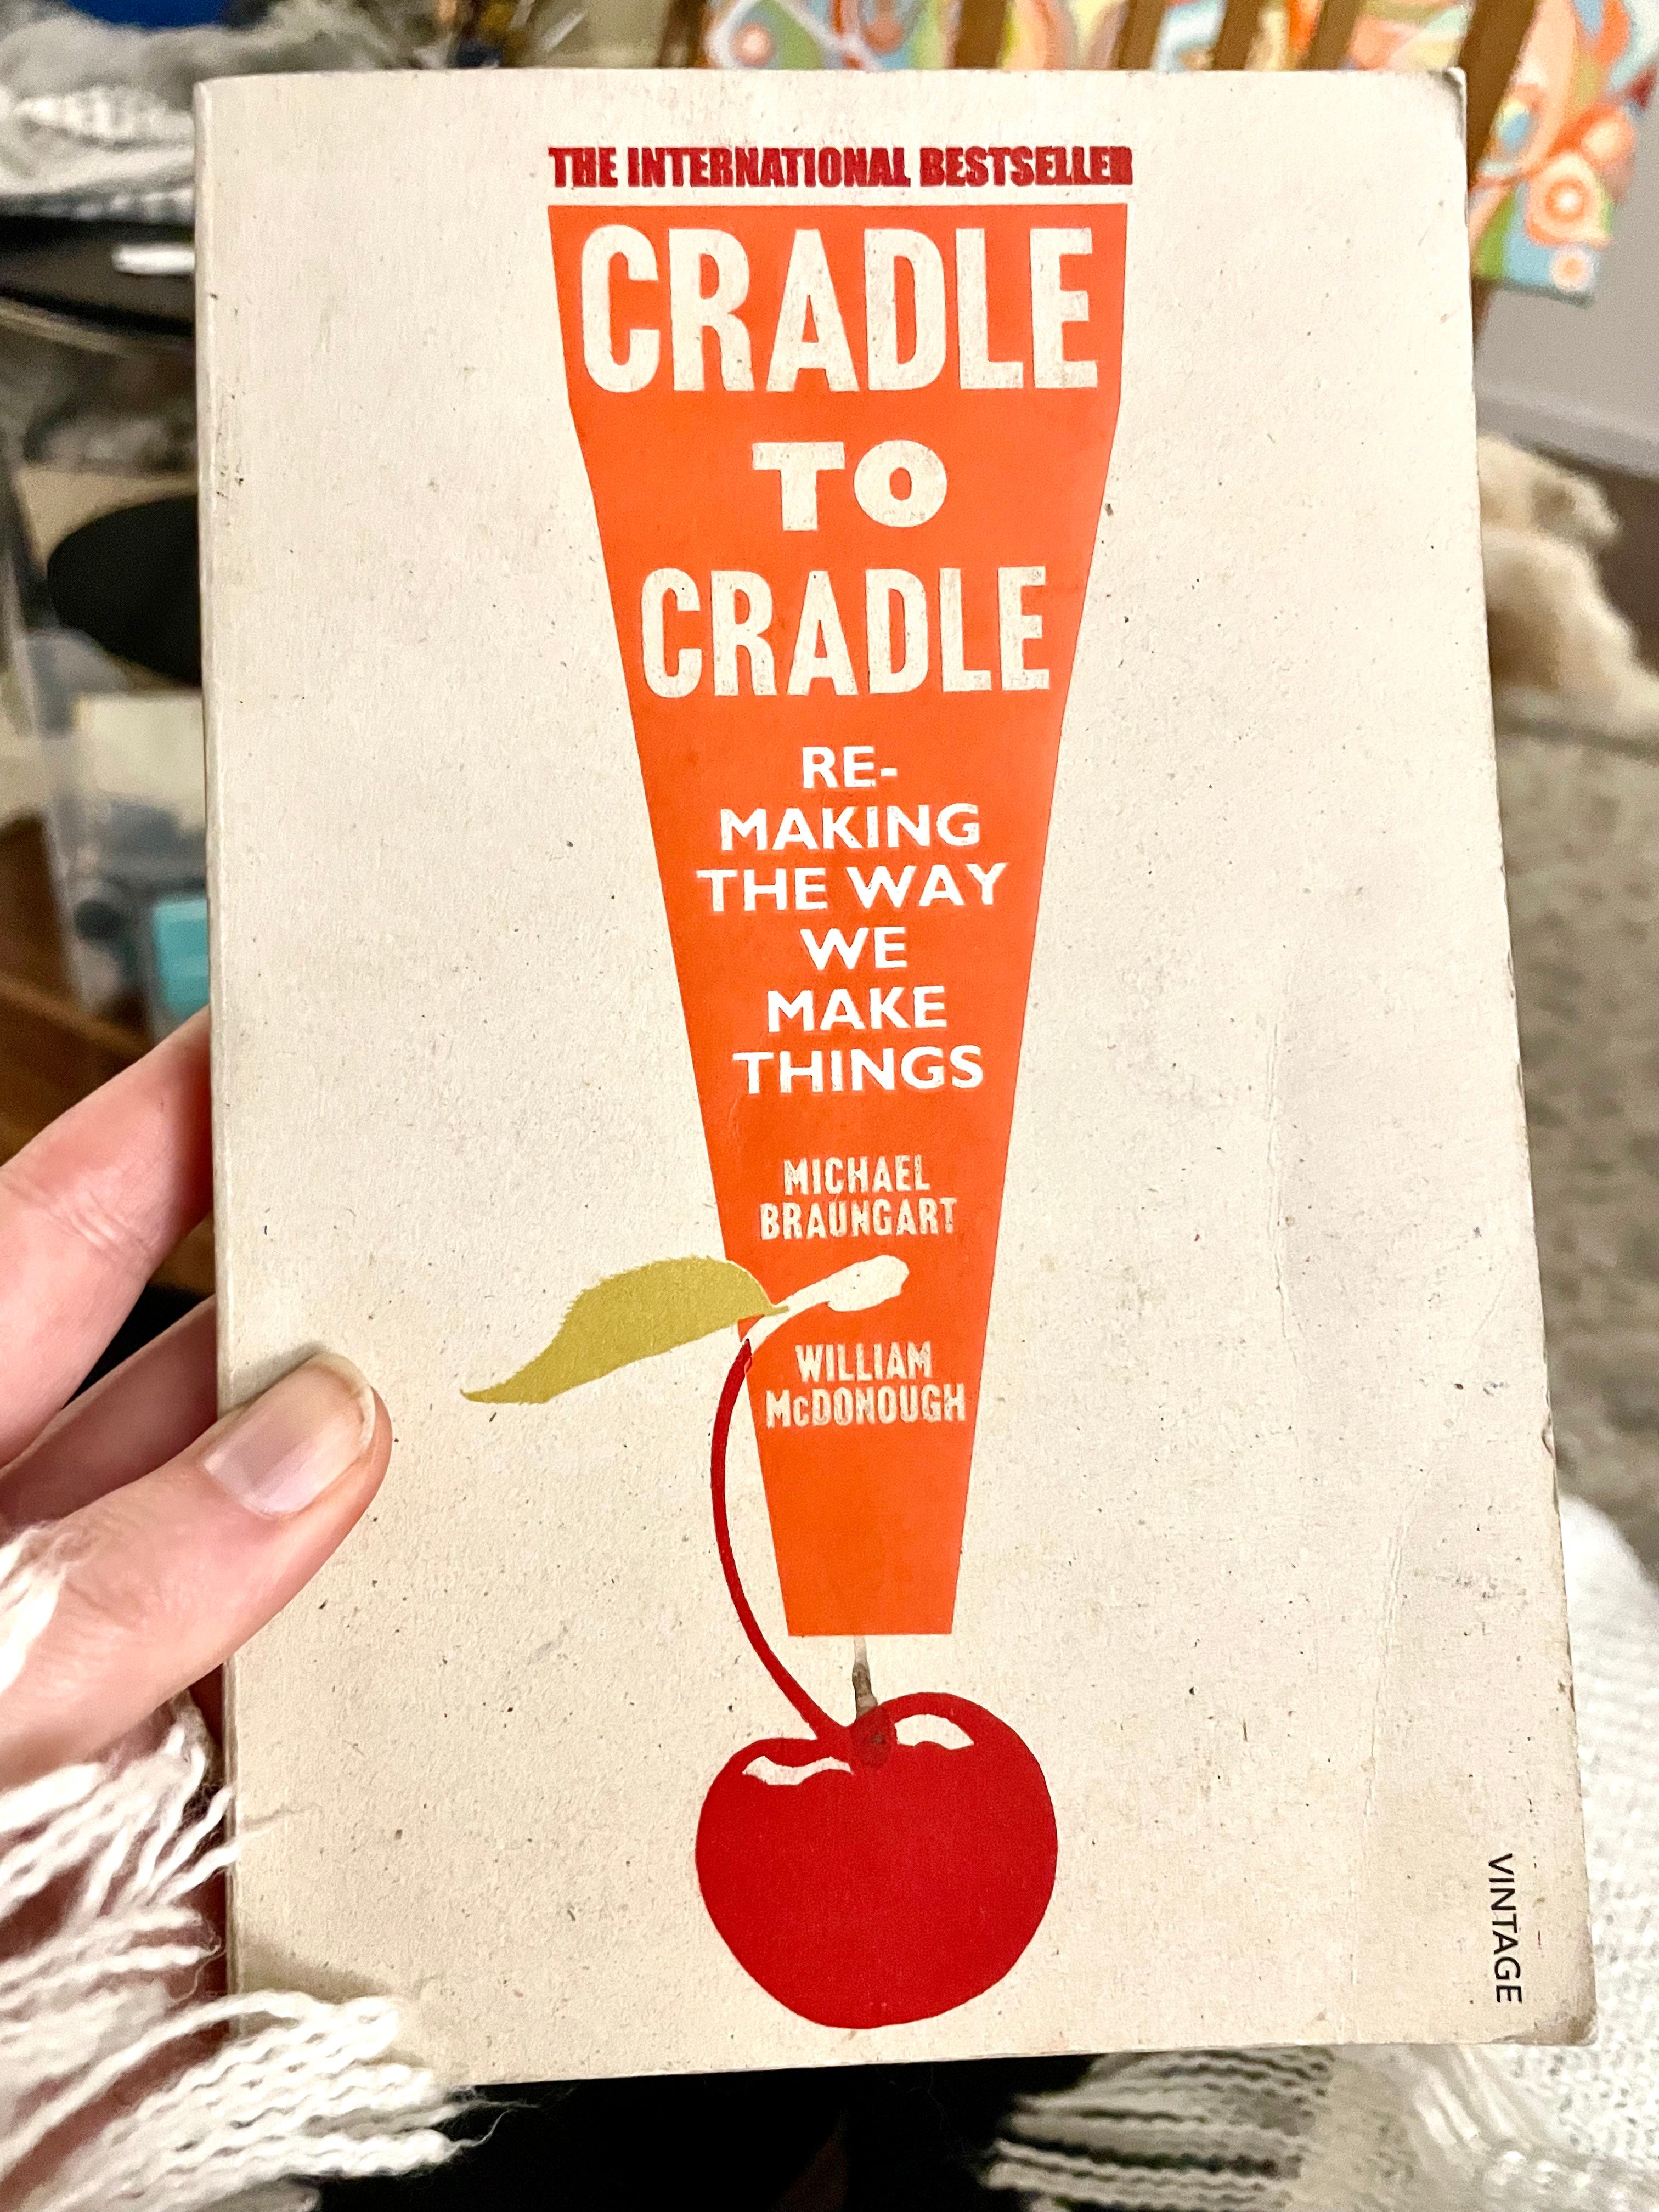 THE INTERNATIONAL BESTSELLER
CRADLE
TO
CRADLE
RE-
MAKING
THE WAY
WE
MAKE
THINGS
MICHAEL
BRAUNGART
WILLIAM
McDONOUGH
VINTAGE